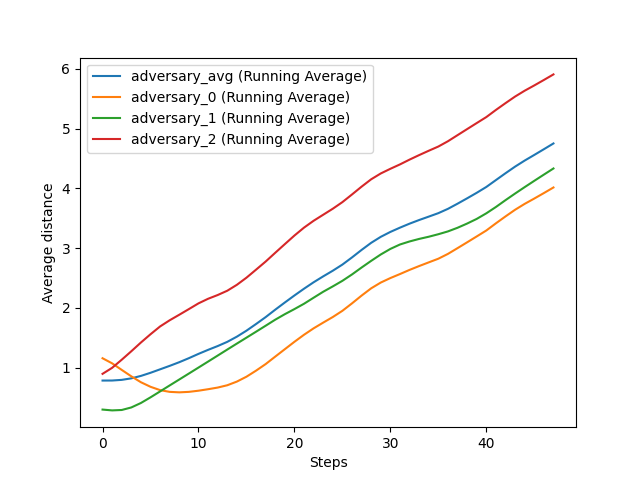 6
5
4
3
2
1
Average distance
adversary_avg (Running Average)
adversary_0 (Running Average)
adversary_1 (Running Average)
adversary_2 (Running Average)
0 10 20 30 40
Steps